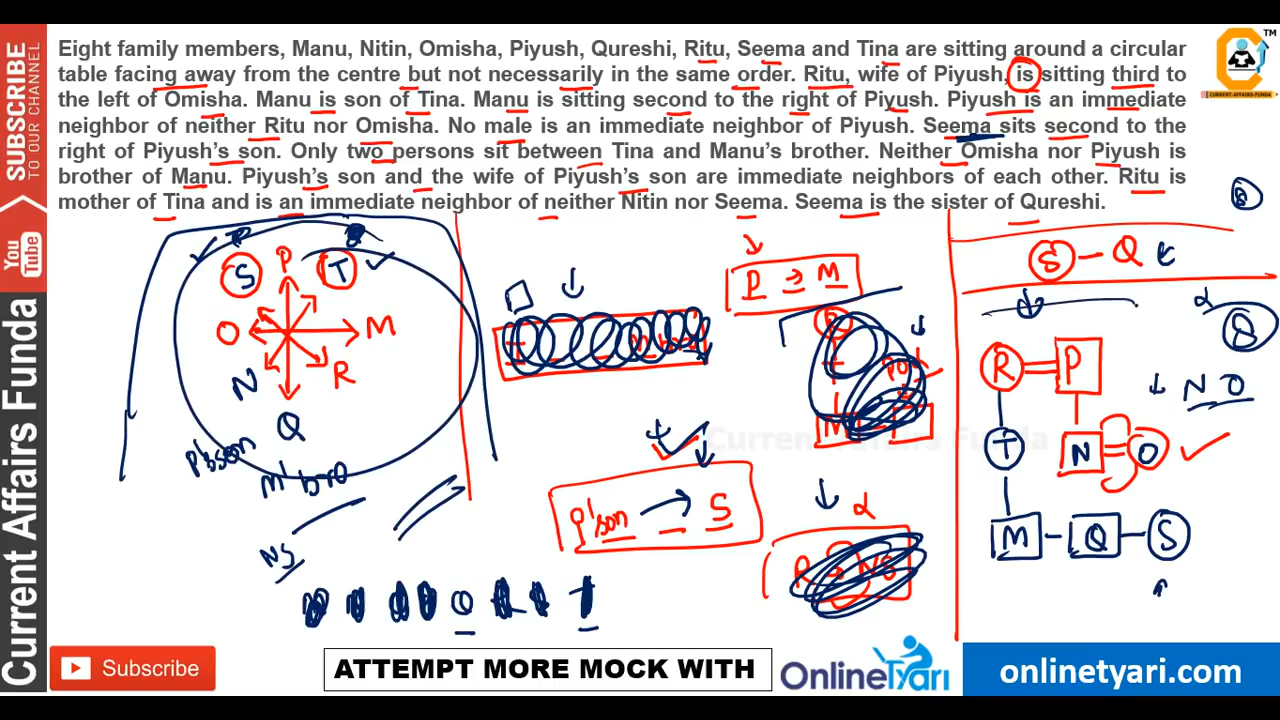 SUBSCRIBE
TO OUR CHANNEL
You
Tube
Current Affairs Funda
Eight family members, Manu, Nitin, Omisha, Piyush, Qureshi, Ritu, Seema and Tina are sitting around a circular
table facing away from the centre but not necessarily in the same order. Ritu, wife of Piyush, is sitting third to
the left of Omisha. Manu is son of Tina. Manu is sitting second to the right of Piyush. Piyush is an immediate
neighbor of neither Ritu nor Omisha. No male is an immediate neighbor of Piyush. Seema sits second to the
right of Piyush's son. Only two persons sit between Tina and Manu's brother. Neither Omisha nor Piyush is
brother of Manu. Piyush's son and the wife of Piyush's son are immediate neighbors of each other. Ritu is
mother of Tina and is an immediate neighbor of neither Nitin nor Seema. Seema is the sister of Qureshi.
TM
CURRENT-AFFAIRS-FUNDA
S P T
O M
N R
Q
P'son
M' bro
NS
P M
P'son S
S - Q
Q
R P
N O
T N O
M Q S
Current Affairs Funda
Subscribe
ATTEMPT MORE MOCK WITH
OnlineTyari
onlinetyari.com